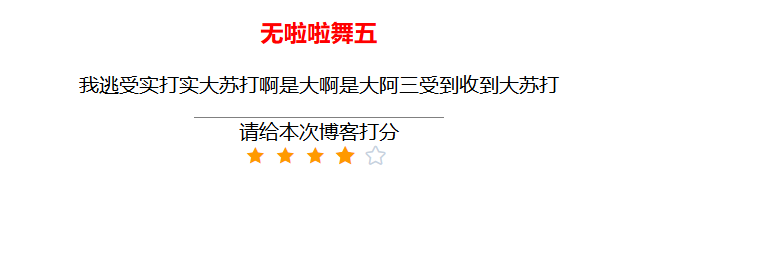 无啦啦舞五
我逃受实打实大苏打啊是大啊是大阿三受到收到大苏打
请给本次博客打分